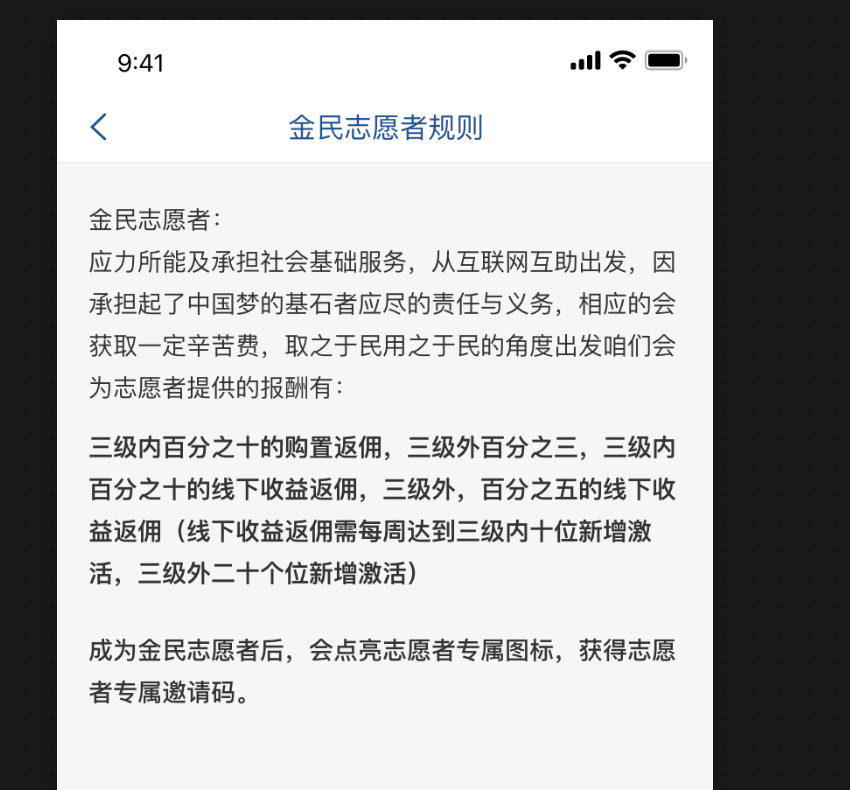 9:41
金民志愿者规则
金民志愿者：
应力所能及承担社会基础服务，从互联网互助出发，因
承担起了中国梦的基石者应尽的责任与义务，相应的会
获取一定辛苦费，取之于民用之于民的角度出发咱们会
为志愿者提供的报酬有：
三级内百分之十的购置返佣，三级外百分之三，三级内
百分之十的线下收益返佣，三级外，百分之五的线下收
益返佣（线下收益返佣需每周达到三级内十位新增激
活，三级外二十个位新增激活）
成为金民志愿者后，会点亮志愿者专属图标，获得志愿
者专属邀请码。